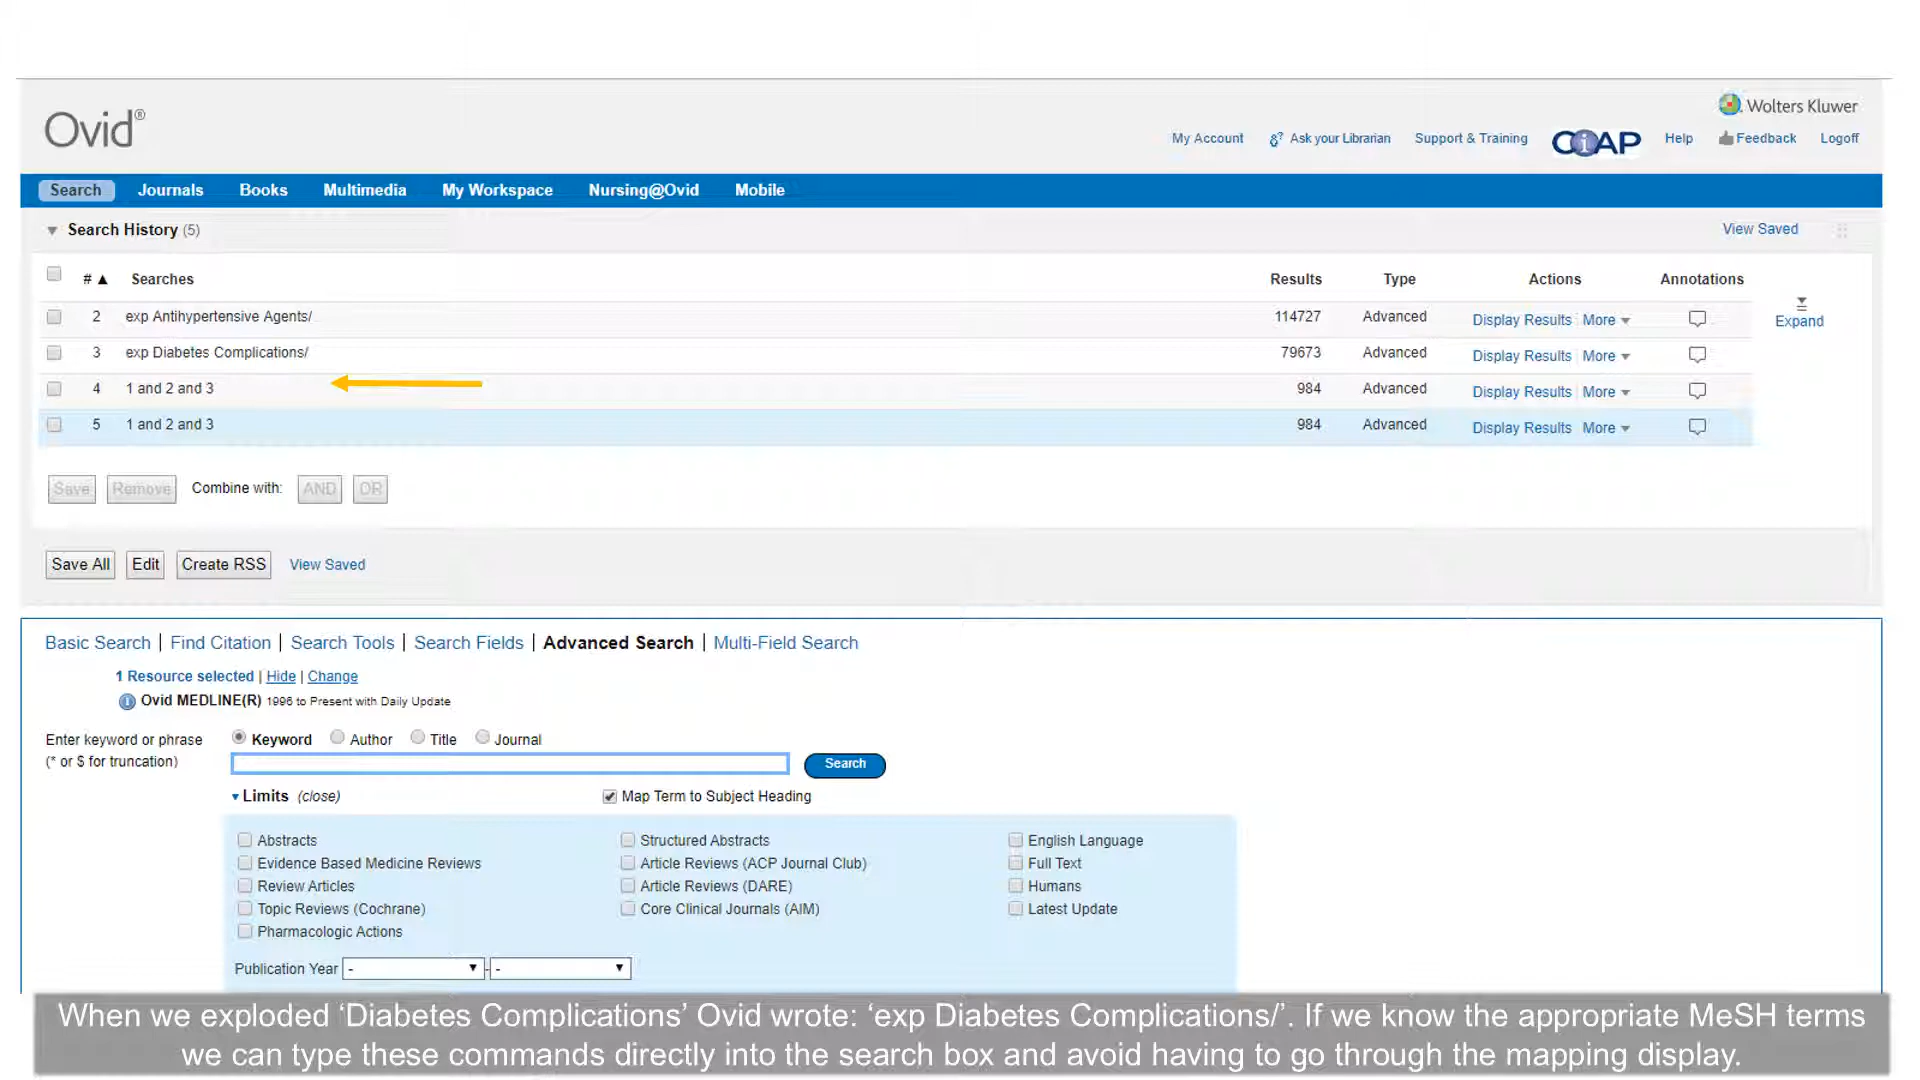 Wolters Kluwer
Ovid®
My Account Ask your Librarian Support & Training CiAP Help Feedback Logoff
Search Journals Books Multimedia My Workspace Nursing@Ovid Mobile
▼ Search History (5) View Saved
# ▲ Searches Results Type Actions Annotations
2 exp Antihypertensive Agents/ 114727 Advanced Display Results More ▼
Expand
3 exp Diabetes Complications/ 79673 Advanced Display Results More ▼
4 1 and 2 and 3 984 Advanced Display Results More ▼
5 1 and 2 and 3 984 Advanced Display Results More ▼
Save Remove Combine with: AND OR
Save All Edit Create RSS View Saved
Basic Search | Find Citation | Search Tools | Search Fields | Advanced Search | Multi-Field Search
1 Resource selected | Hide | Change
Ovid MEDLINE(R) 1996 to Present with Daily Update
Enter keyword or phrase Keyword Author Title Journal
(* or $ for truncation) Search
▾ Limits (close) Map Term to Subject Heading
Abstracts Structured Abstracts English Language
Evidence Based Medicine Reviews Article Reviews (ACP Journal Club) Full Text
Review Articles Article Reviews (DARE) Humans
Topic Reviews (Cochrane) Core Clinical Journals (AIM) Latest Update
Pharmacologic Actions
Publication Year - ▼ - - ▼
When we exploded ‘Diabetes Complications’ Ovid wrote: ‘exp Diabetes Complications/’. If we know the appropriate MeSH terms
we can type these commands directly into the search box and avoid having to go through the mapping display.